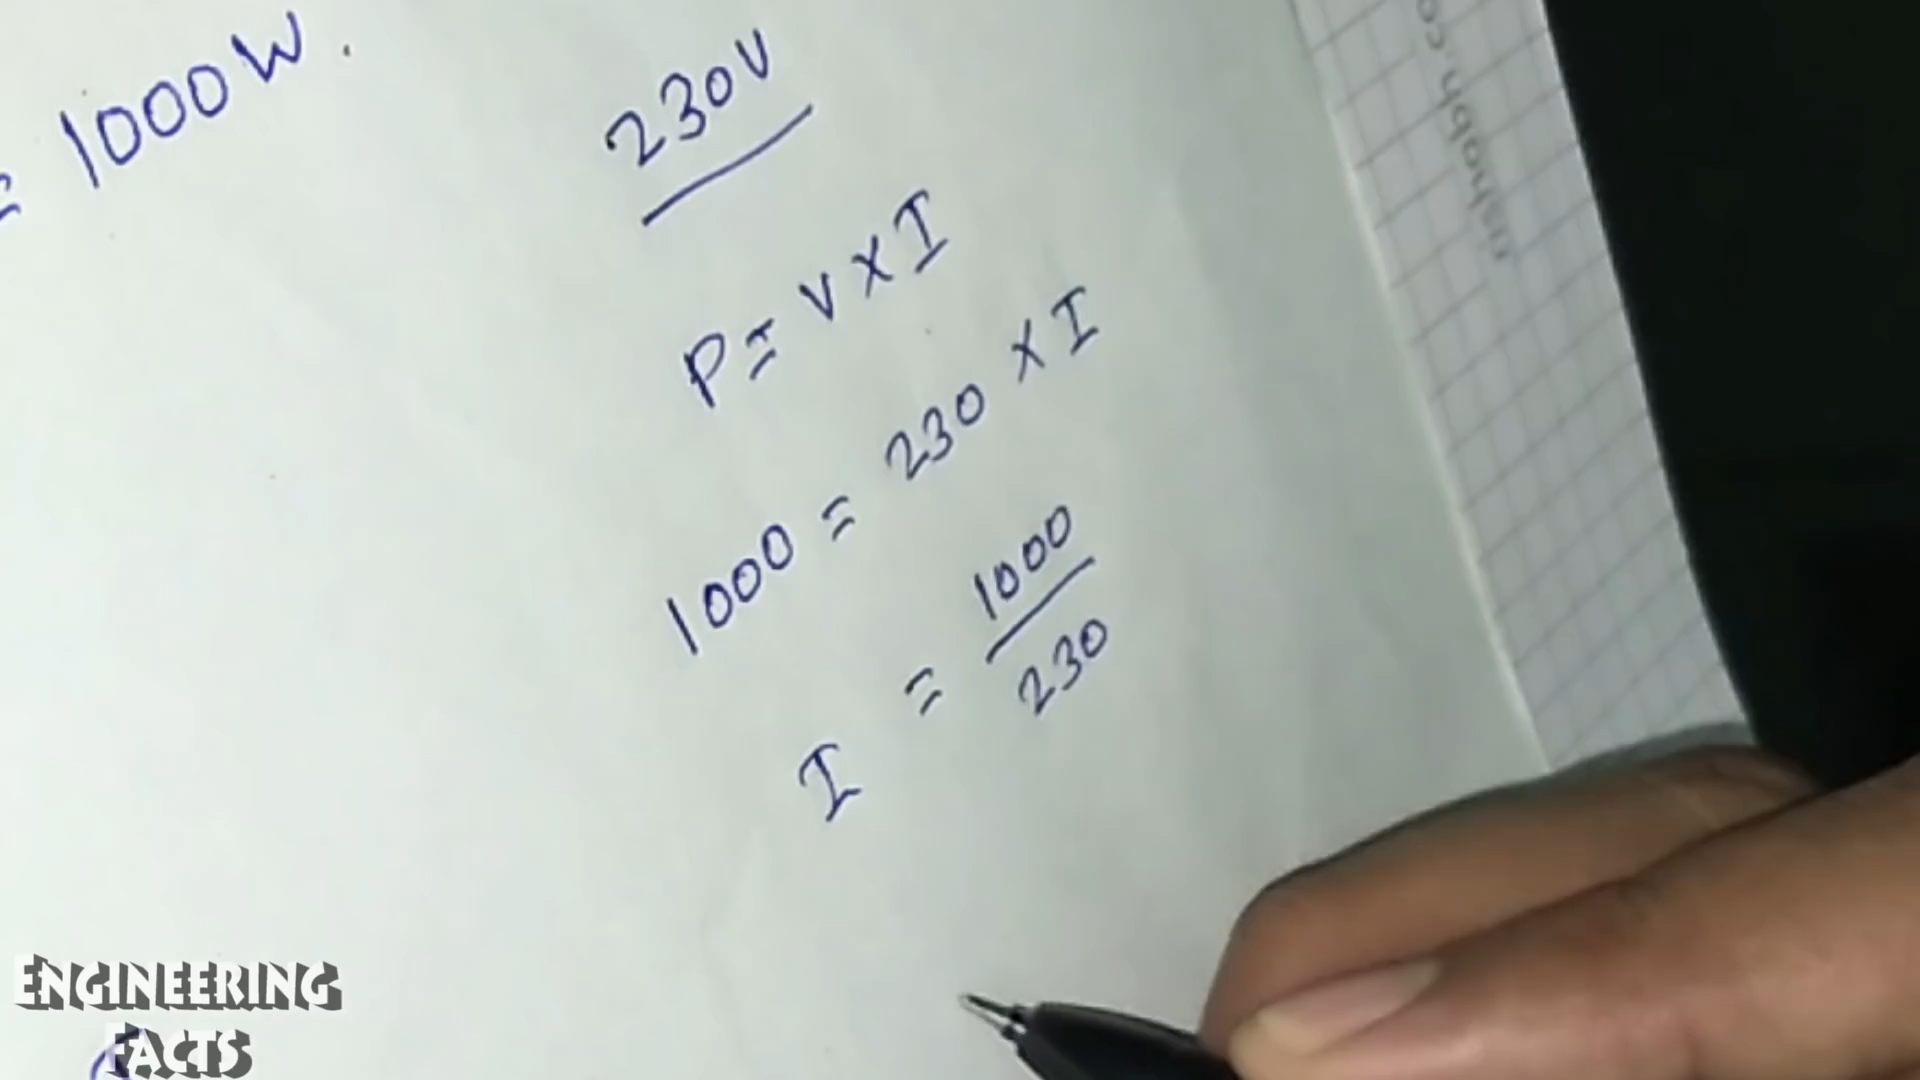 = 1000W.
230V
P = V X I
1000 = 230 X I
I = 1000
230
ENGINEERING
FACTS